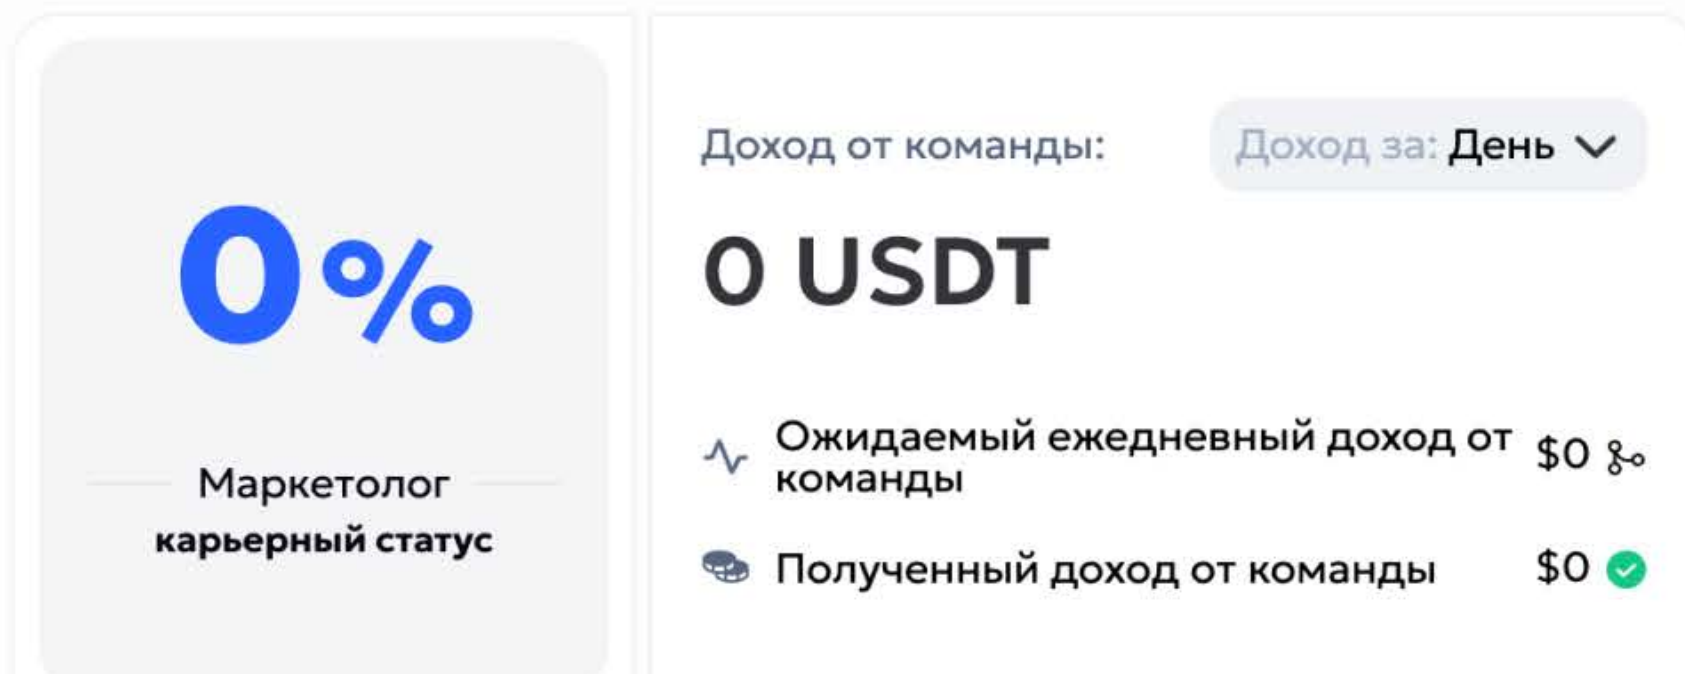 0%
Маркетолог
карьерный статус
Доход от команды:
Доход за: День
0 USDT
Ожидаемый ежедневный доход от
команды
$0
Полученный доход от команды
$0